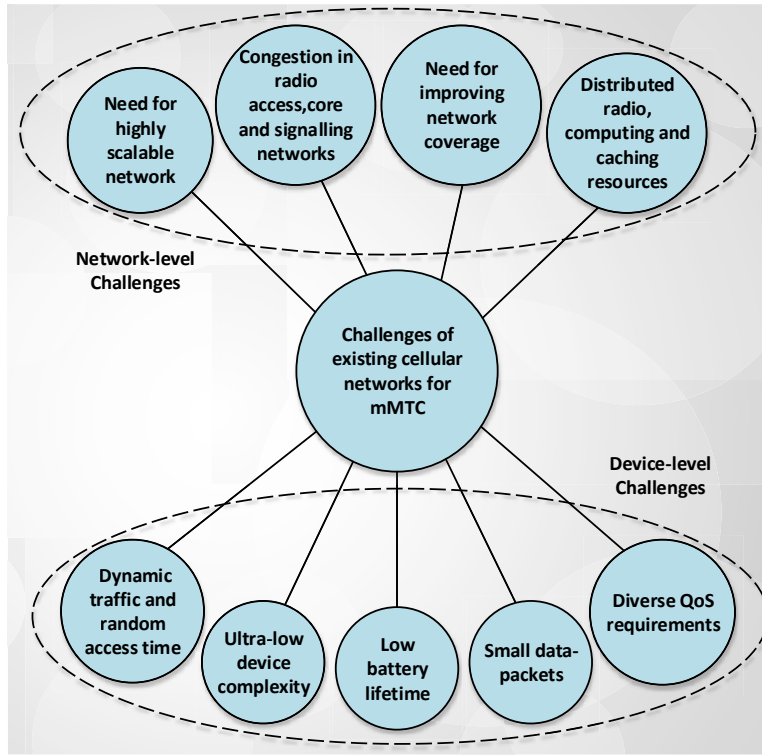 Need for
highly
scalable
network
Congestion in
radio
access,core
and signalling
networks
Need for
improving
network
coverage
Distributed
radio,
computing and
caching
resources
Network-level
Challenges
Challenges of
existing cellular
networks for
mMTC
Device-level
Challenges
Dynamic
traffic and
random
access time
Ultra-low
device
complexity
Low
battery
lifetime
Small data-
packets
Diverse QoS
requirements